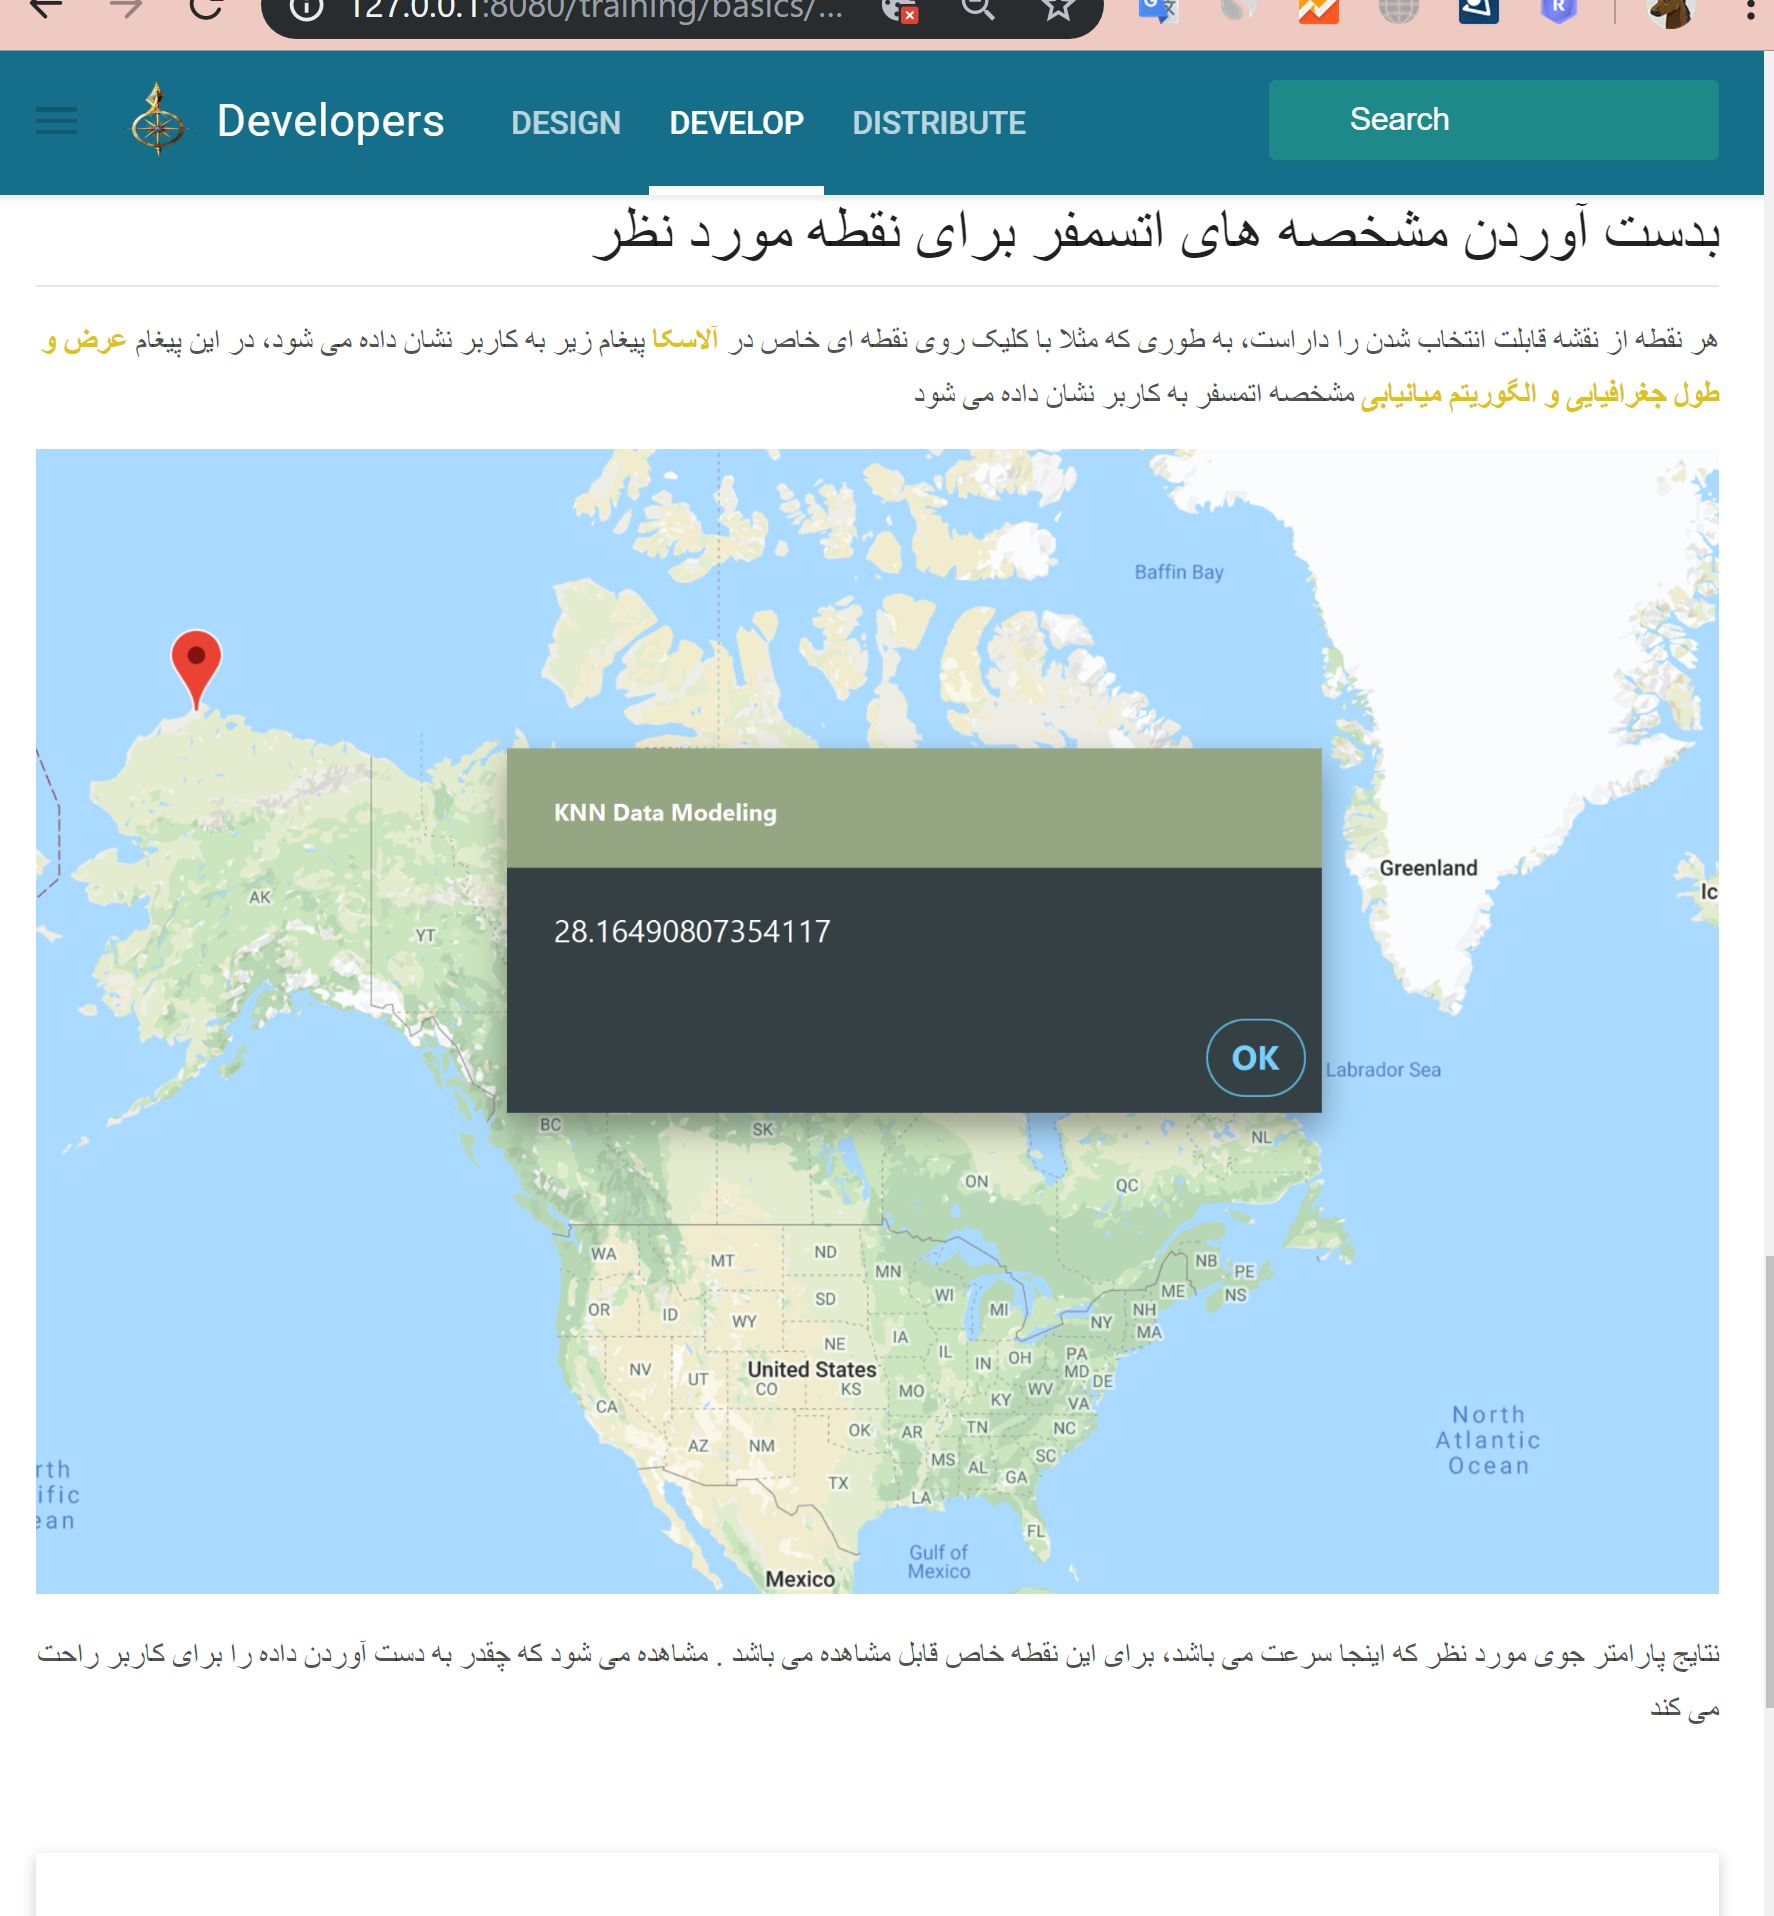 127.0.0.1:8080/training/basics/...
Developers
DESIGN
DEVELOP
DISTRIBUTE
Search
بدست آوردن مشخصه های اتسمفر برای نقطه مورد نظر
هر نقطه از نقشه قابلت انتخاب شدن را داراست، به طوری که مثلا با کلیک روی نقطه ای خاص در آلاسکا پیغام زیر به کاربر نشان داده می شود، در این پیغام عرض و
طول جغرافیایی و الگوریتم میانیابی مشخصه اتمسفر به کاربر نشان داده می شود
Baffin Bay
KNN Data Modeling
Greenland
Ic
AK
28.16490807354117
YT
OK
Labrador Sea
BC
SK
NL
ON
QC
WA
MT
ND
MN
NB
PE
OR
ID
SD
WI
MI
ME
NS
WY
NH
NY
MA
NE
IA
IL
IN
OH
PA
NV
UT
United States
MD
DE
CO
KS
MO
WV
KY
VA
CA
OK
AR
TN
NC
AZ
NM
MS
AL
SC
GA
TX
LA
FL
North
Atlantic
Ocean
rth
ific
ean
Gulf of
Mexico
Mexico
نتایج پارامتر جوی مورد نظر که اینجا سرعت می باشد، برای این نقطه خاص قابل مشاهده می باشد . مشاهده می شود که چقدر به دست آوردن داده را برای کاربر راحت
می کند